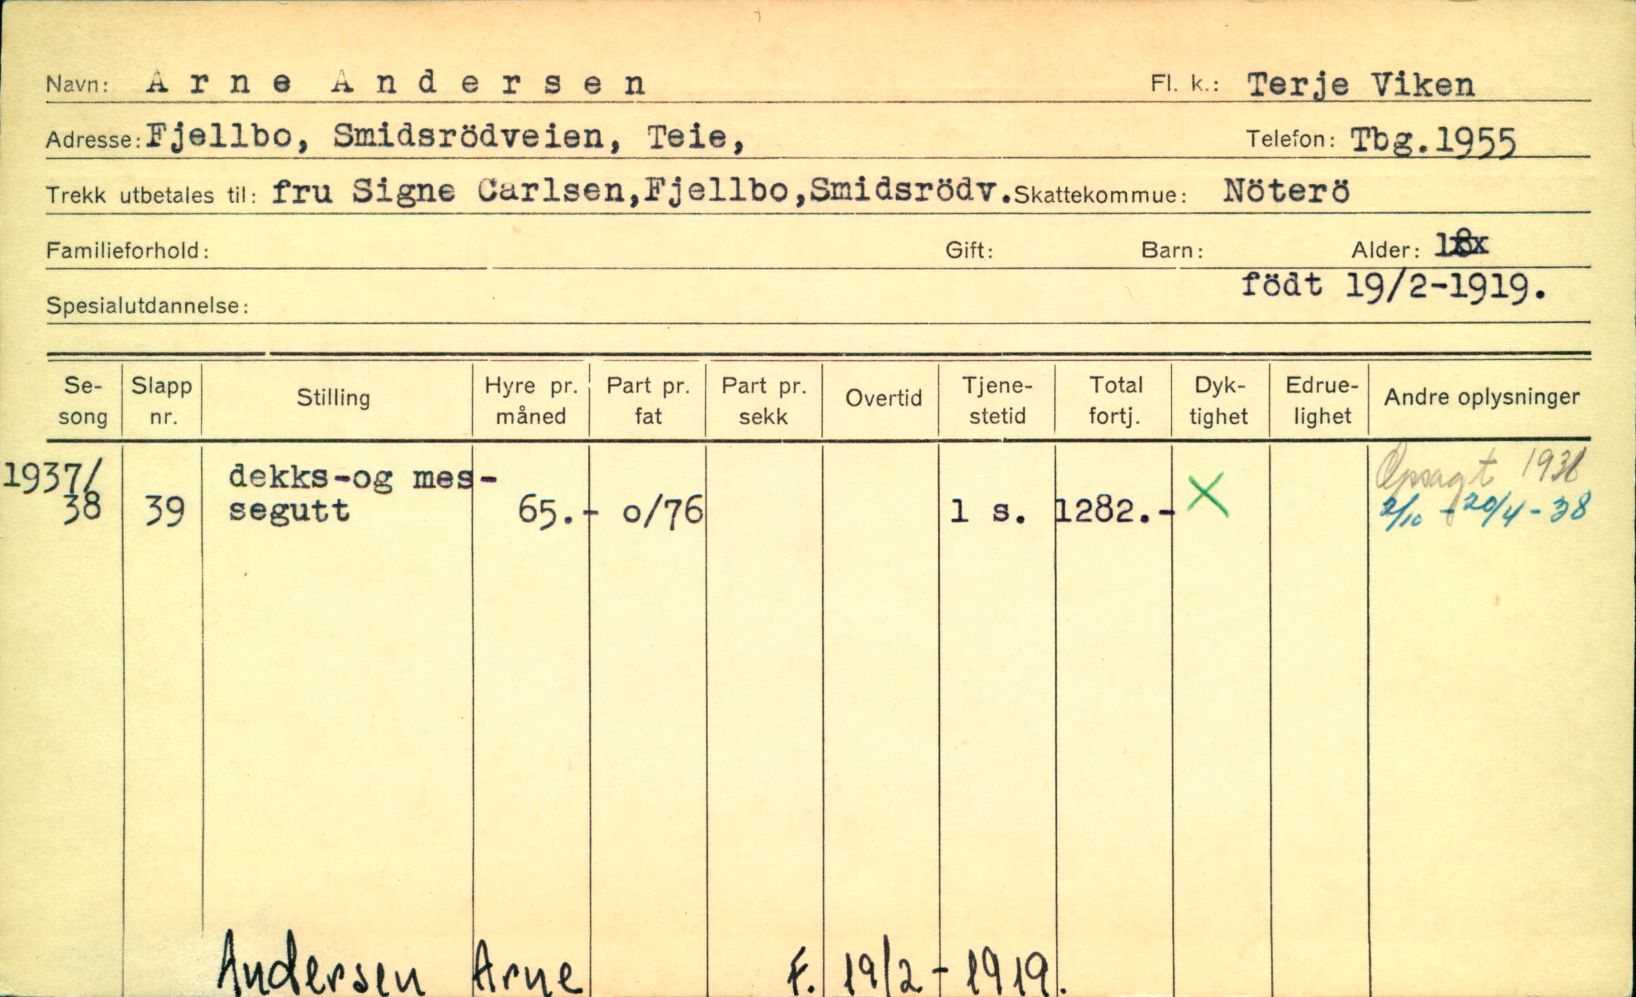 Navn: Arne Andersen Fl. k.: Terje Viken
Adresse: Fjellbo, Smidsrödveien, Teie, Telefon: Tbg.1955
Trekk utbetales til: fru Signe Carlsen,Fjellbo,Smidsrödv. Skattekommue: Nöterö
Familieforhold: Gift: Barn: Alder:
födt 19/2-1919.
Spesialutdannelse:
Se-song Slapp nr. Stilling Hyre pr. måned Part pr. fat Part pr. sekk Overtid Tjene-stetid Total fortj. Dyk-tighet Edrue-lighet Andre oplysninger
1937/ dekks-og mes- Opsagt 1938
38 39 segutt 65.- o/76 1 s. 1282.- X 2/10 - 20/4 - 38
Andersen Arne F. 19/2-1919.